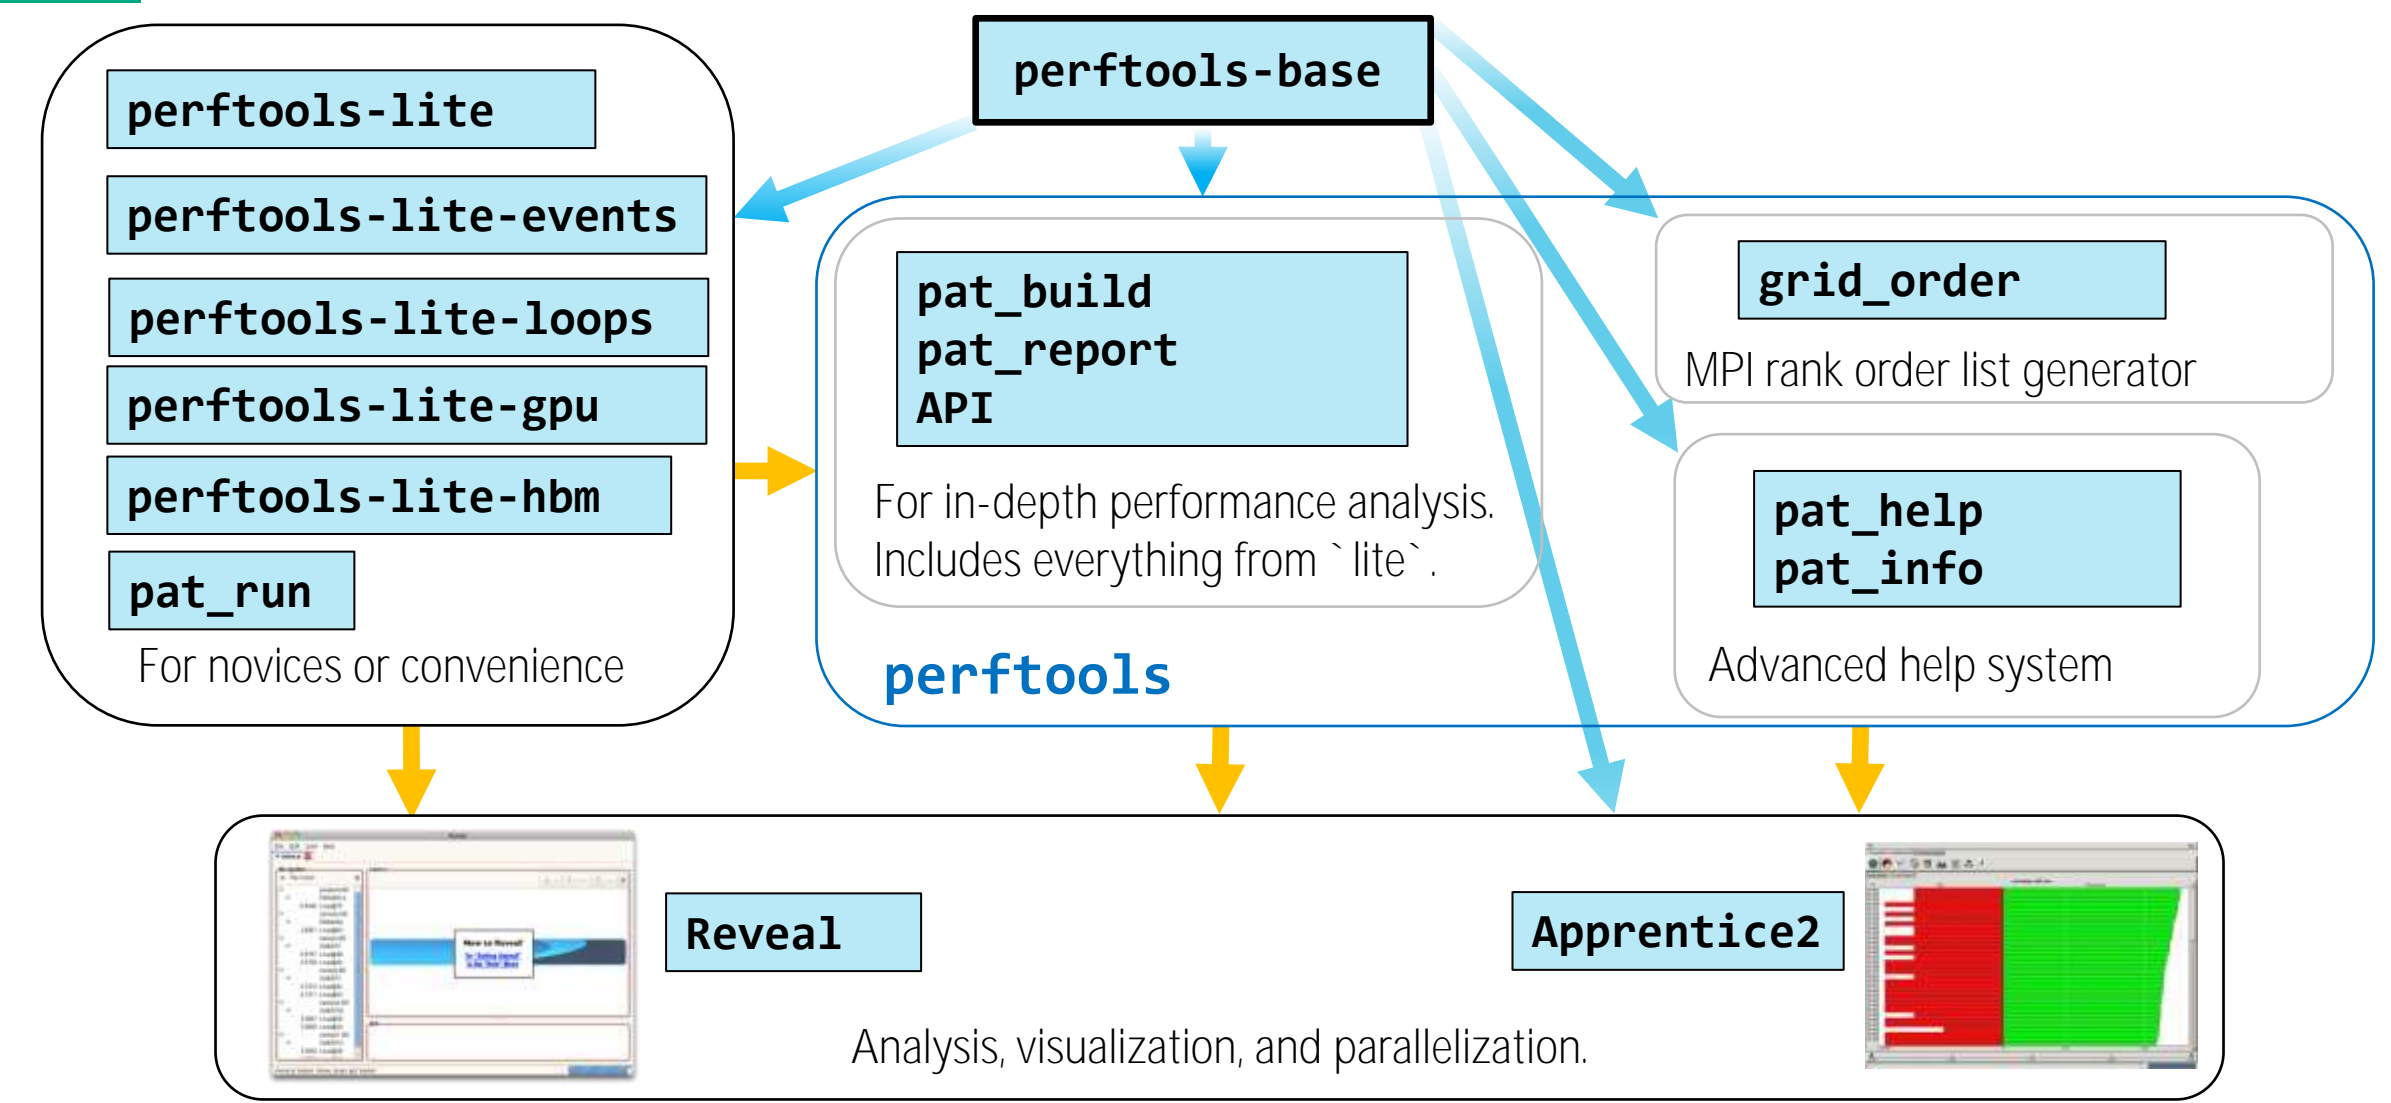 perftools-base
perftools-lite
perftools-lite-events
perftools-lite-loops
perftools-lite-gpu
perftools-lite-hbm
pat_run
For novices or convenience
pat_build
pat_report
API
For in-depth performance analysis.
Includes everything from `lite`.
perftools
grid_order
MPI rank order list generator
pat_help
pat_info
Advanced help system
Reveal
Apprentice2
Analysis, visualization, and parallelization.